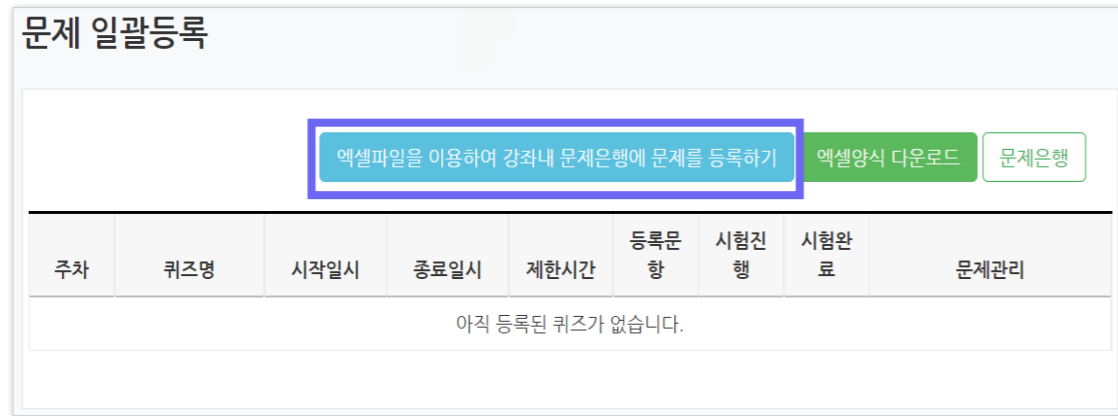 문제 일괄등록
엑셀파일을 이용하여 강좌내 문제은행에 문제를 등록하기 엑셀양식 다운로드 문제은행
주차 퀴즈명 시작일시 종료일시 제한시간 등록문항 시험진행 시험완료 문제관리
아직 등록된 퀴즈가 없습니다.